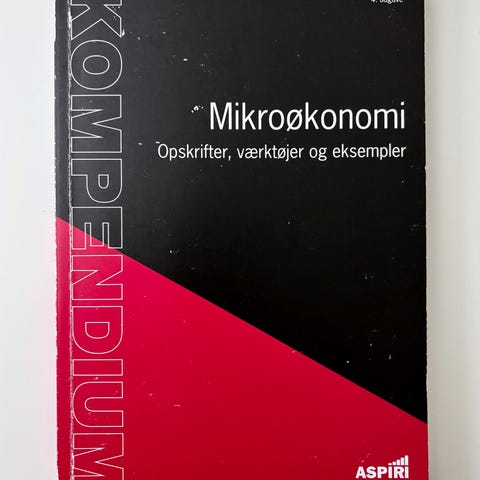 4. udgave
KOMPENDIUM
Mikroøkonomi
Opskrifter, værktøjer og eksempler
ASPIRI